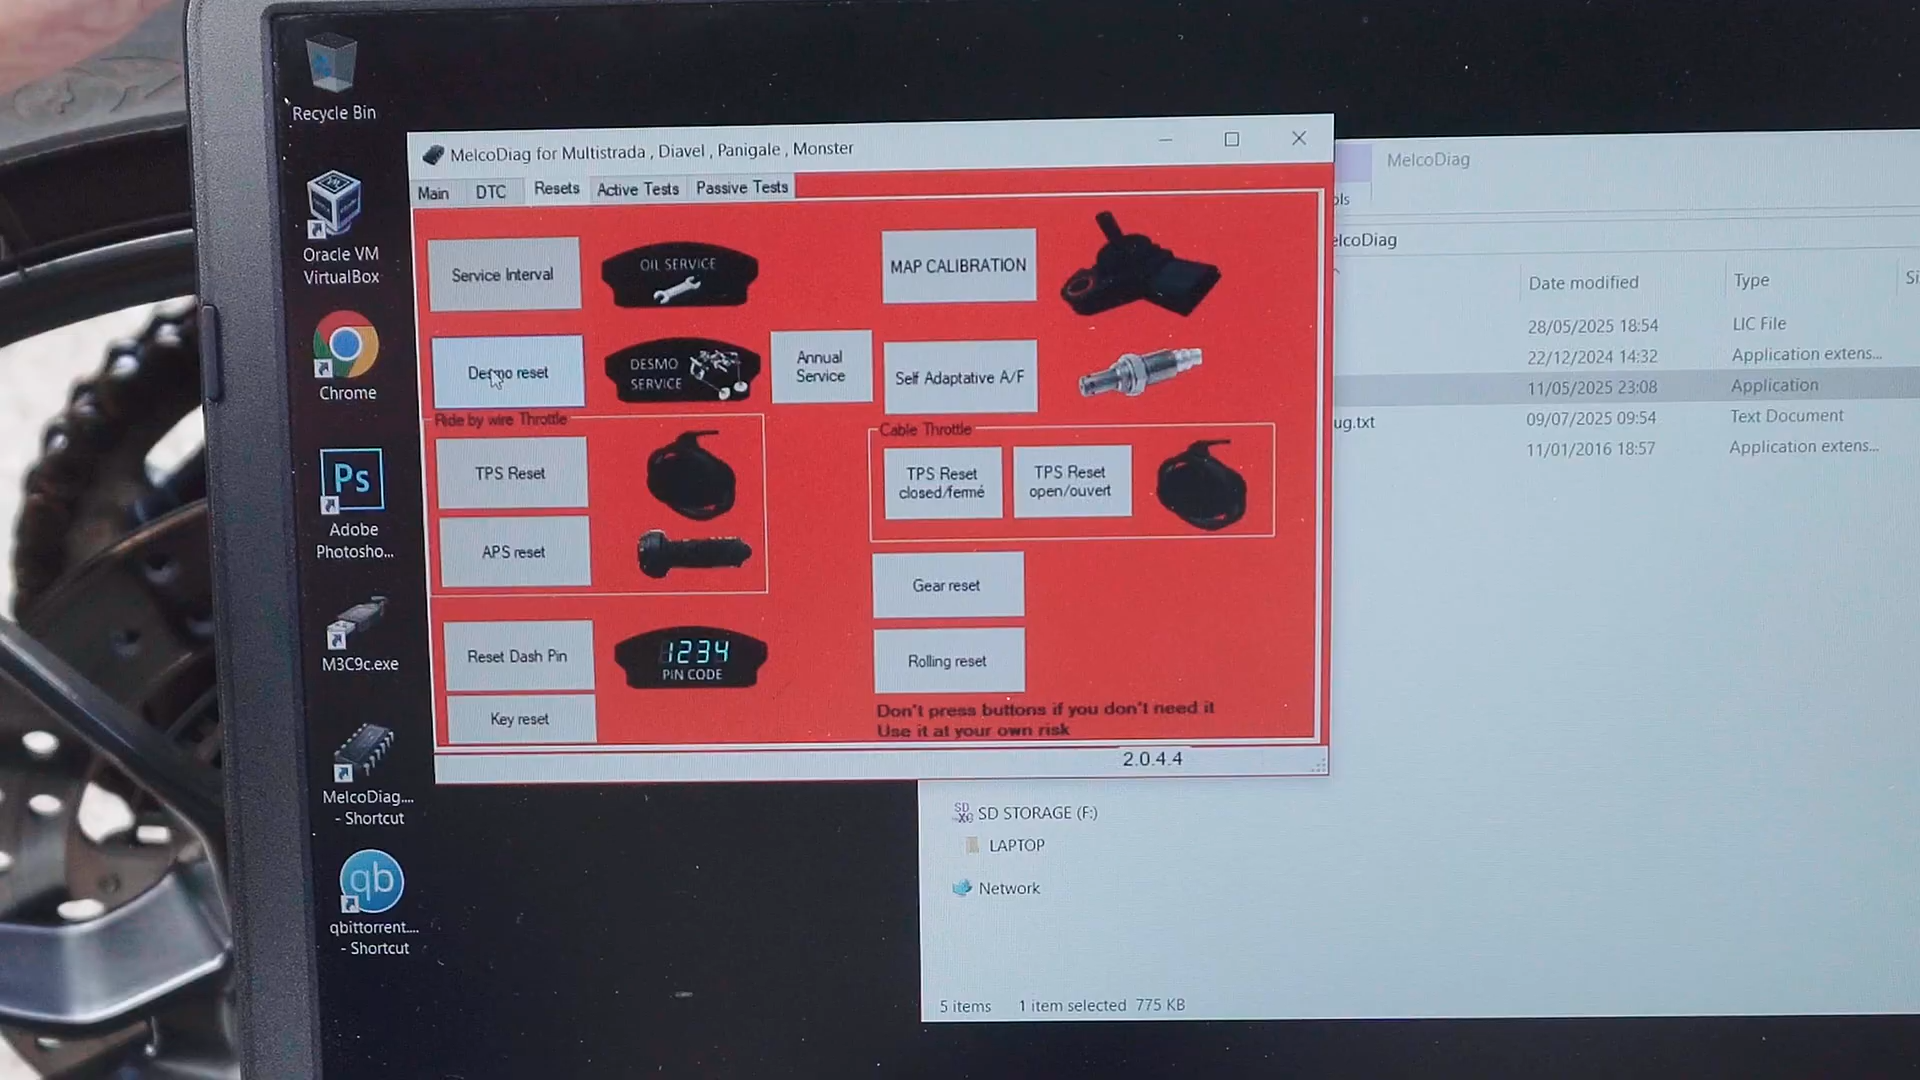 Recycle Bin
Oracle VM
VirtualBox
Chrome
Ps
Adobe
Photosho...
M3C9c.exe
MelcoDiag....
- Shortcut
qb
qbittorrent....
- Shortcut
MelcoDiag for Multistrada , Diavel , Panigale , Monster
Main
DTC
Resets
Active Tests
Passive Tests
Service Interval
OIL SERVICE
MAP CALIBRATION
Desmo reset
DESMO
SERVICE
Annual
Service
Self Adaptative A/F
Ride by wire Throttle
TPS Reset
APS reset
Cable Throttle
TPS Reset
closed/fermé
TPS Reset
open/ouvert
Gear reset
Rolling reset
Reset Dash Pin
1234
PIN CODE
Key reset
Don't press buttons if you don't need it
Use it at your own risk
2.0.4.4
MelcoDiag
ols
elcoDiag
Date modified
Type
Si
28/05/2025 18:54
LIC File
22/12/2024 14:32
Application extens...
11/05/2025 23:08
Application
ug.txt
09/07/2025 09:54
Text Document
11/01/2016 18:57
Application extens...
SD STORAGE (F:)
LAPTOP
Network
5 items
1 item selected 775 KB